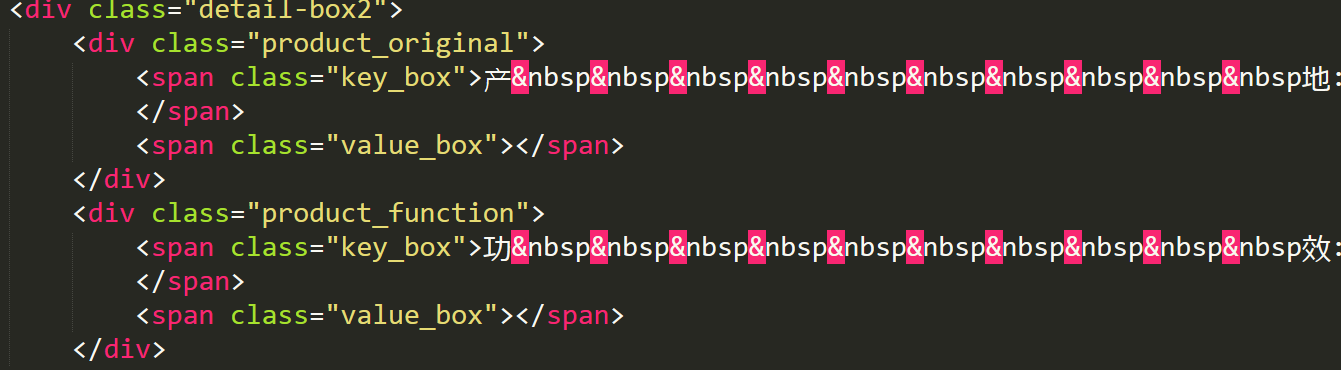 <div class="detail-box2">
<div class="product_original">
<span class="key_box">产&nbsp&nbsp&nbsp&nbsp&nbsp&nbsp&nbsp&nbsp&nbsp&nbsp地:
</span>
<span class="value_box"></span>
</div>
<div class="product_function">
<span class="key_box">功&nbsp&nbsp&nbsp&nbsp&nbsp&nbsp&nbsp&nbsp&nbsp&nbsp效:
</span>
<span class="value_box"></span>
</div>